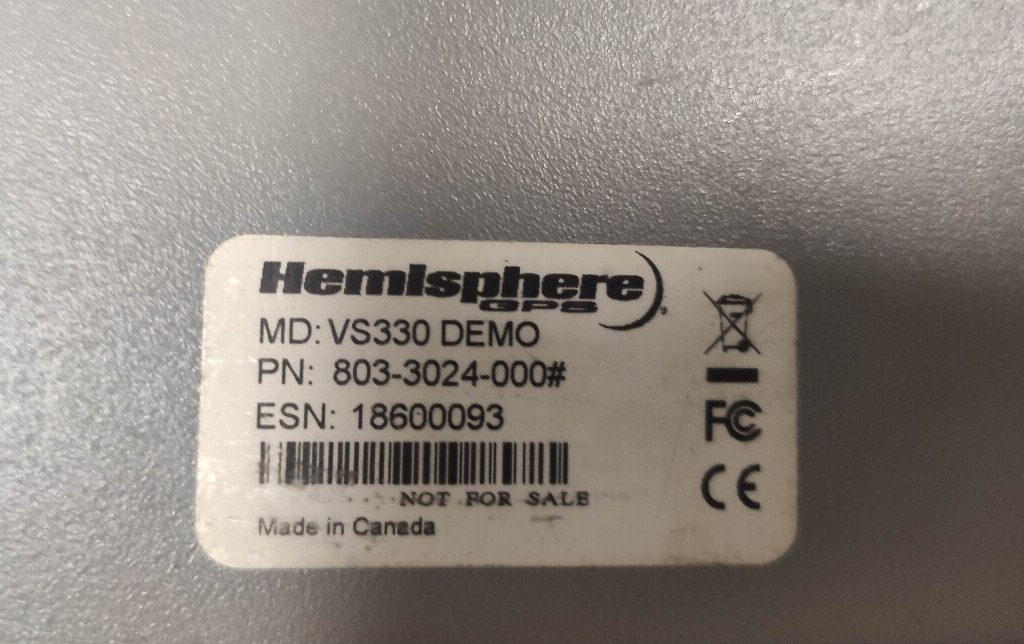 Hemisphere
GPS
MD: VS330 DEMO
PN: 803-3024-000#
ESN: 18600093
NOT FOR SALE
Made in Canada
FC
CE